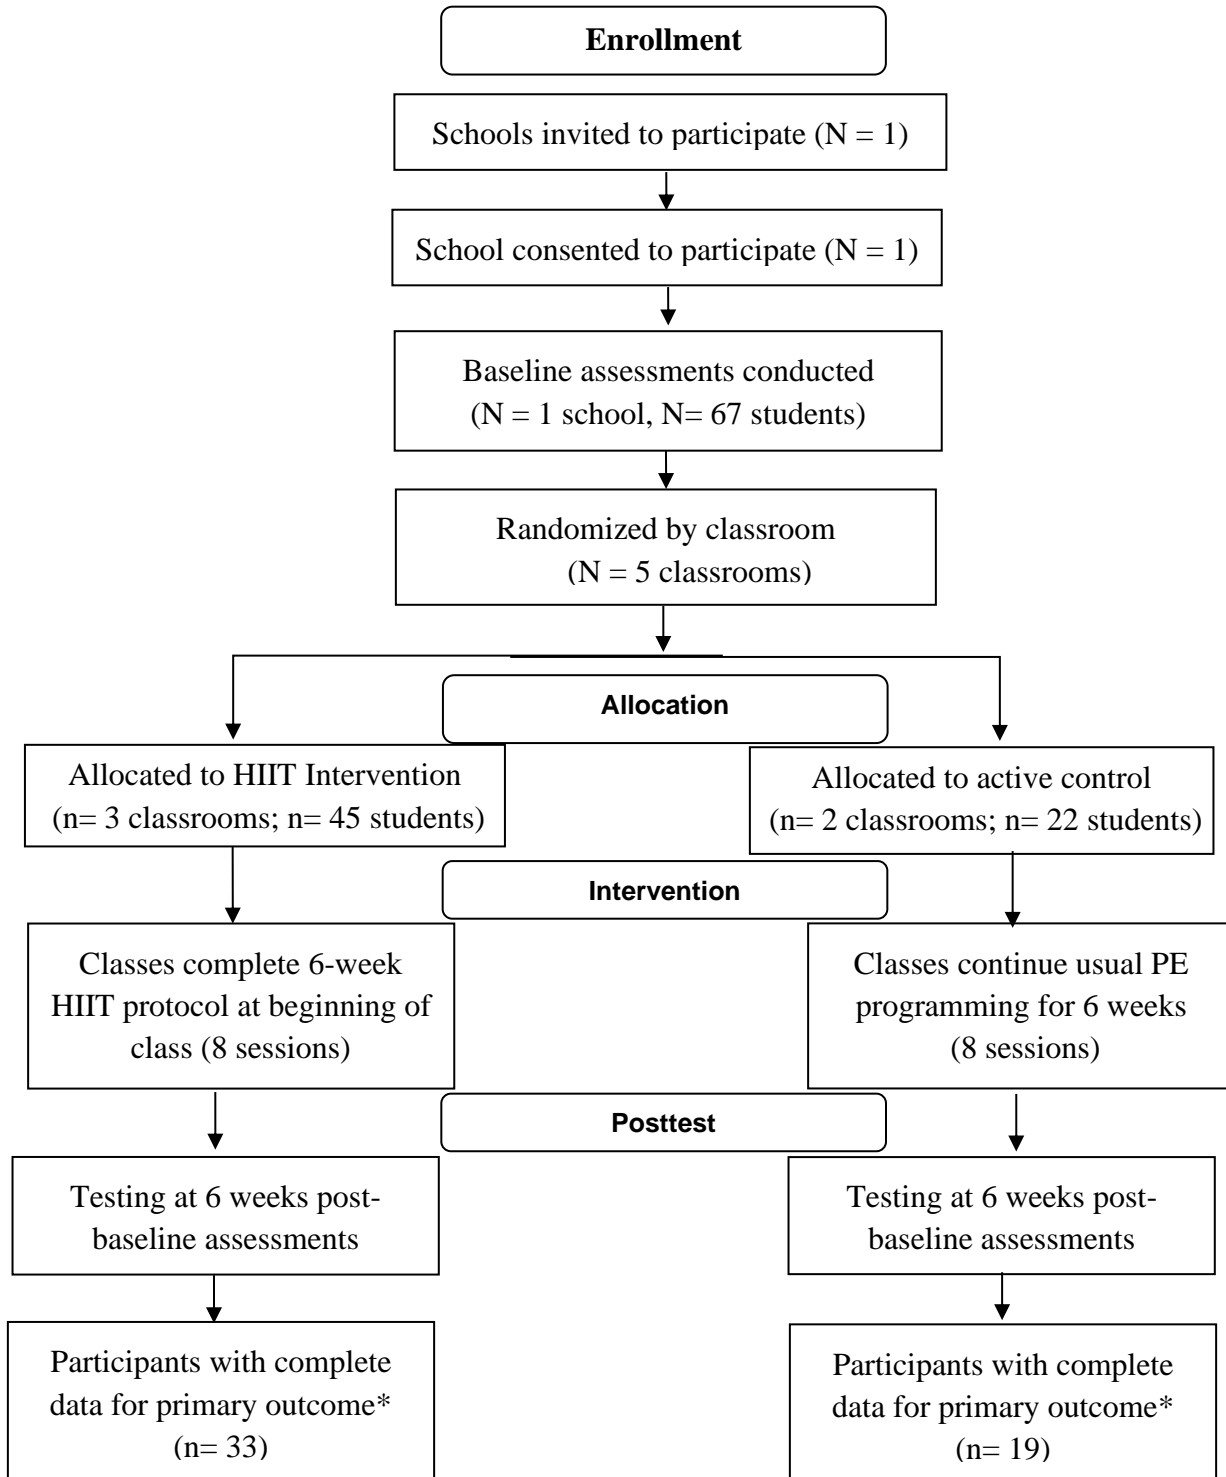 Enrollment
Schools invited to participate (N = 1)
School consented to participate (N = 1)
Baseline assessments conducted
(N = 1 school, N= 67 students)
Randomized by classroom
(N = 5 classrooms)
Allocation
Allocated to HIIT Intervention
(n= 3 classrooms; n= 45 students)
Allocated to active control
(n= 2 classrooms; n= 22 students)
Intervention
Classes complete 6-week
HIIT protocol at beginning of
class (8 sessions)
Classes continue usual PE
programming for 6 weeks
(8 sessions)
Posttest
Testing at 6 weeks post-
baseline assessments
Testing at 6 weeks post-
baseline assessments
Participants with complete
data for primary outcome*
(n= 33)
Participants with complete
data for primary outcome*
(n= 19)